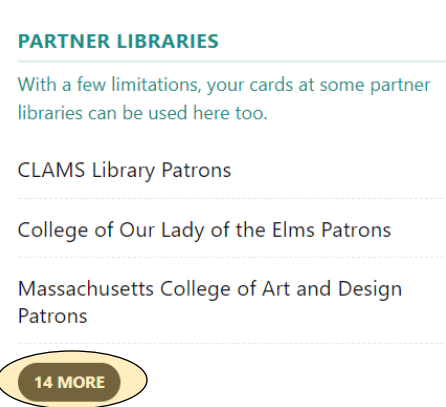 PARTNER LIBRARIES
With a few limitations, your cards at some partner
libraries can be used here too.
CLAMS Library Patrons
College of Our Lady of the Elms Patrons
Massachusetts College of Art and Design
Patrons
14 MORE